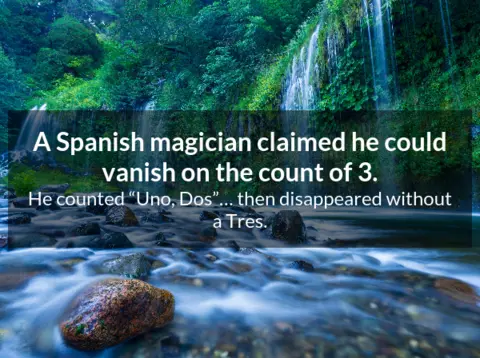 A Spanish magician claimed he could
vanish on the count of 3.
He counted “Uno, Dos”... then disappeared without
a Tres.